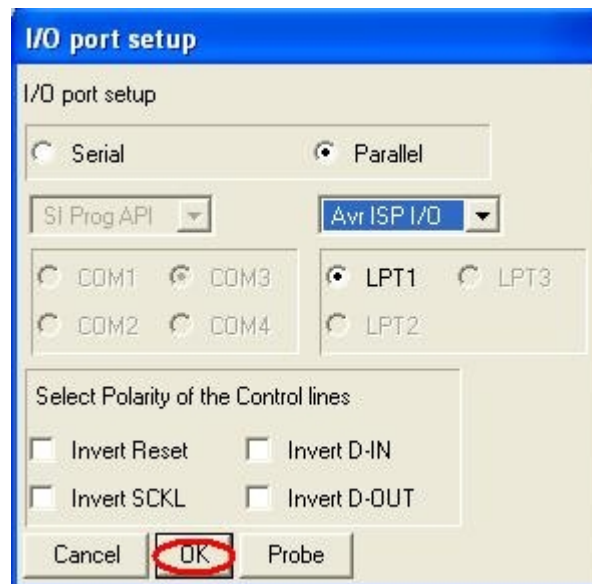 I/O port setup
I/O port setup
Serial Parallel
SI Prog API Avr ISP I/O
COM1 COM3 LPT1 LPT3
COM2 COM4 LPT2
Select Polarity of the Control lines
Invert Reset Invert D-IN
Invert SCKL Invert D-OUT
Cancel OK Probe